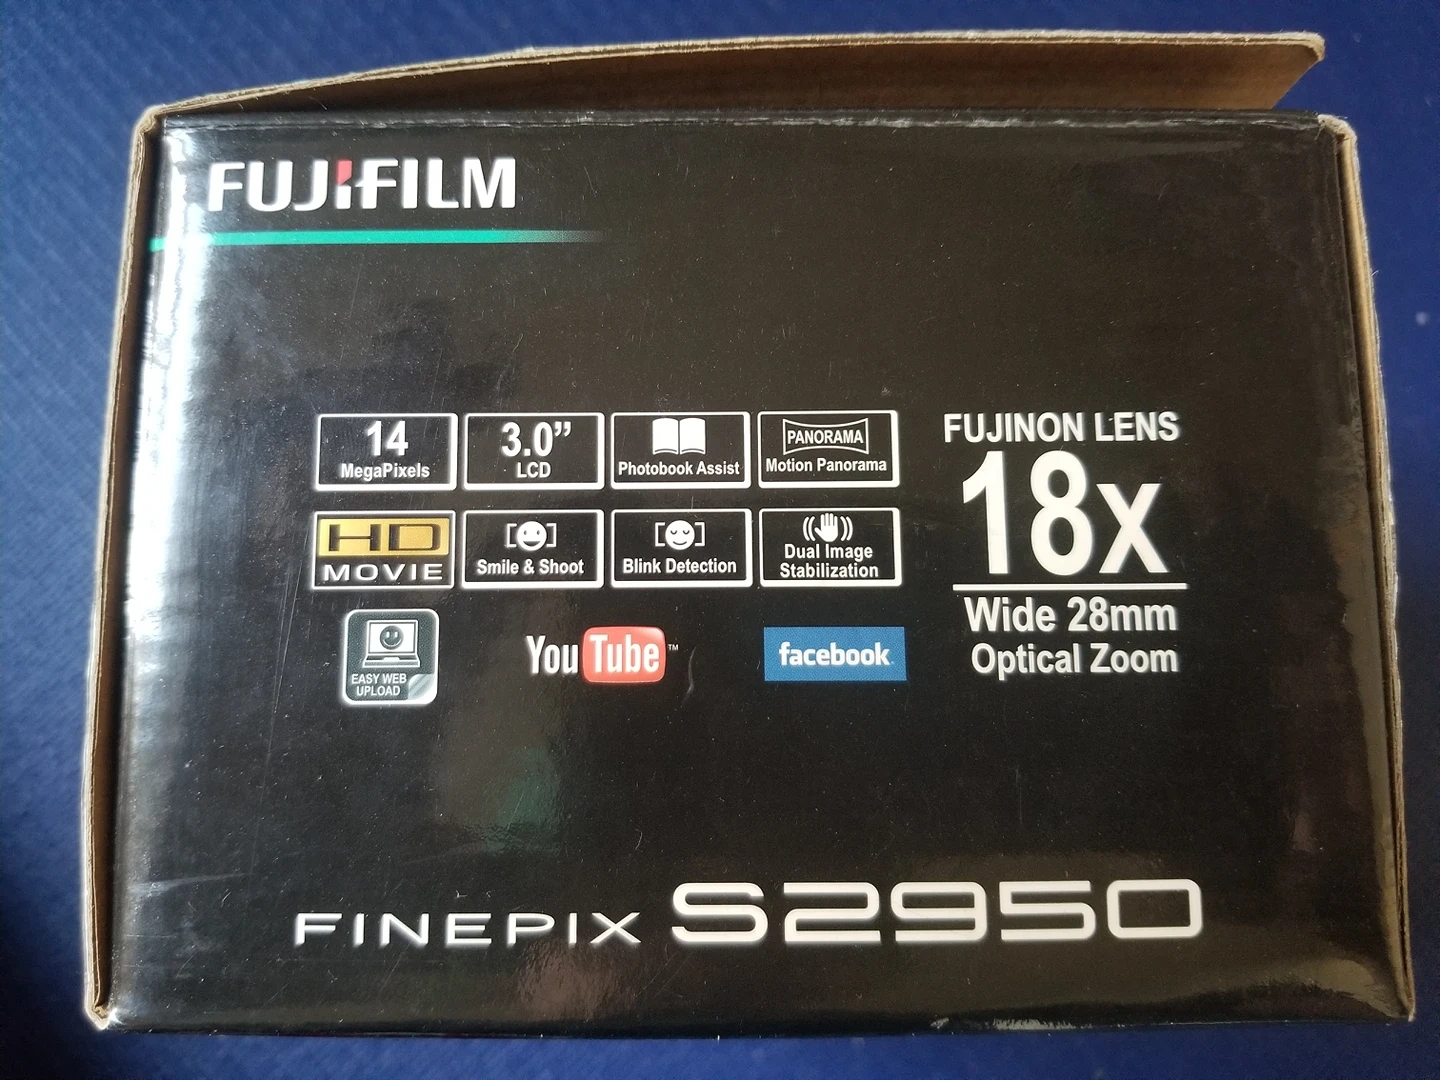 FUJIFILM
14
MegaPixels
3.0”
LCD
Photobook Assist
PANORAMA
Motion Panorama
HD
MOVIE
Smile & Shoot
Blink Detection
Dual Image
Stabilization
EASY WEB
UPLOAD
YouTube™
facebook
FUJINON LENS
18x
Wide 28mm
Optical Zoom
FINEPIX S2950